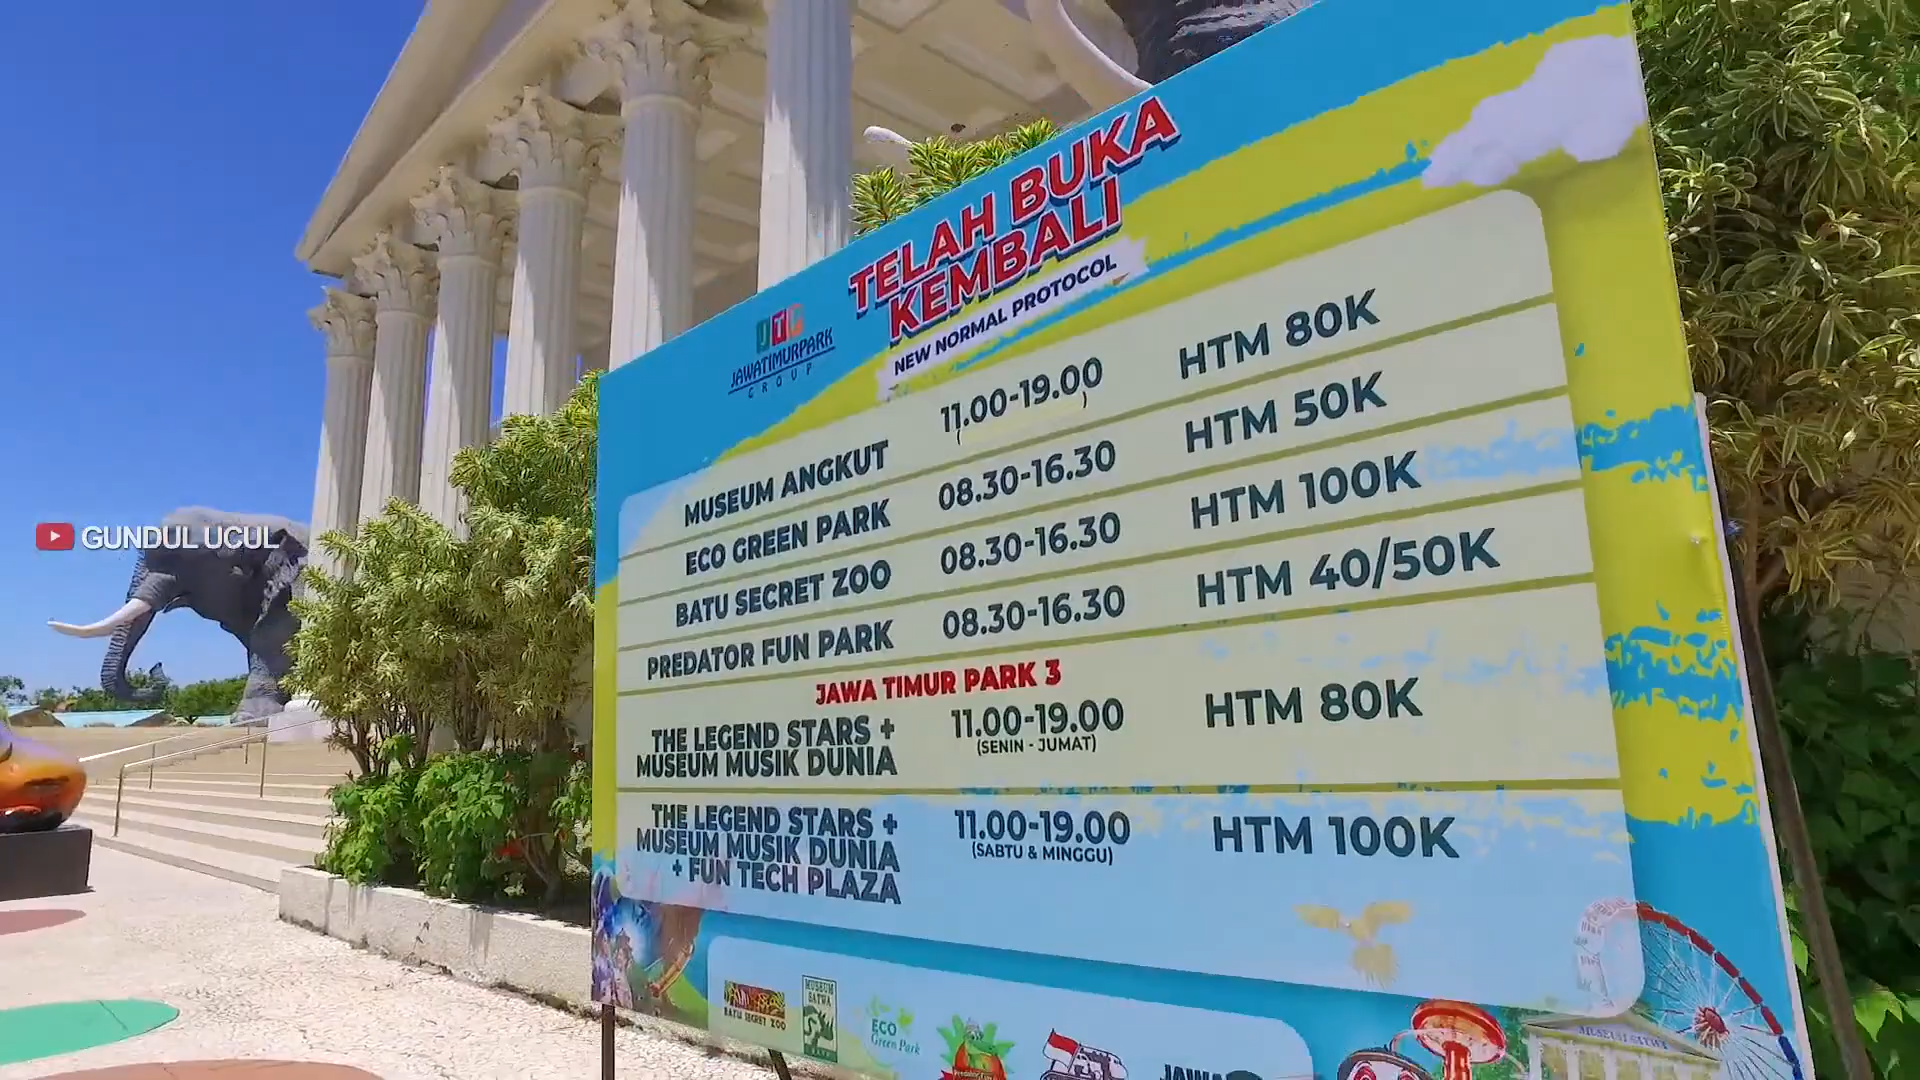 GUNDUL UCUL
JTG
JAWATIMURPARK
GROUP
TELAH BUKA
KEMBALI
NEW NORMAL PROTOCOL
MUSEUM ANGKUT 11.00-19.00 HTM 80K
ECO GREEN PARK 08.30-16.30 HTM 50K
BATU SECRET ZOO 08.30-16.30 HTM 100K
PREDATOR FUN PARK 08.30-16.30 HTM 40/50K
JAWA TIMUR PARK 3
THE LEGEND STARS +
MUSEUM MUSIK DUNIA
11.00-19.00
(SENIN - JUMAT)
HTM 80K
THE LEGEND STARS +
MUSEUM MUSIK DUNIA
+ FUN TECH PLAZA
11.00-19.00
(SABTU & MINGGU)
HTM 100K
BATU SECRET ZOO
MUSEUM
SATWA
ECO
Green Park
JAWA
MUSEUM SATWA